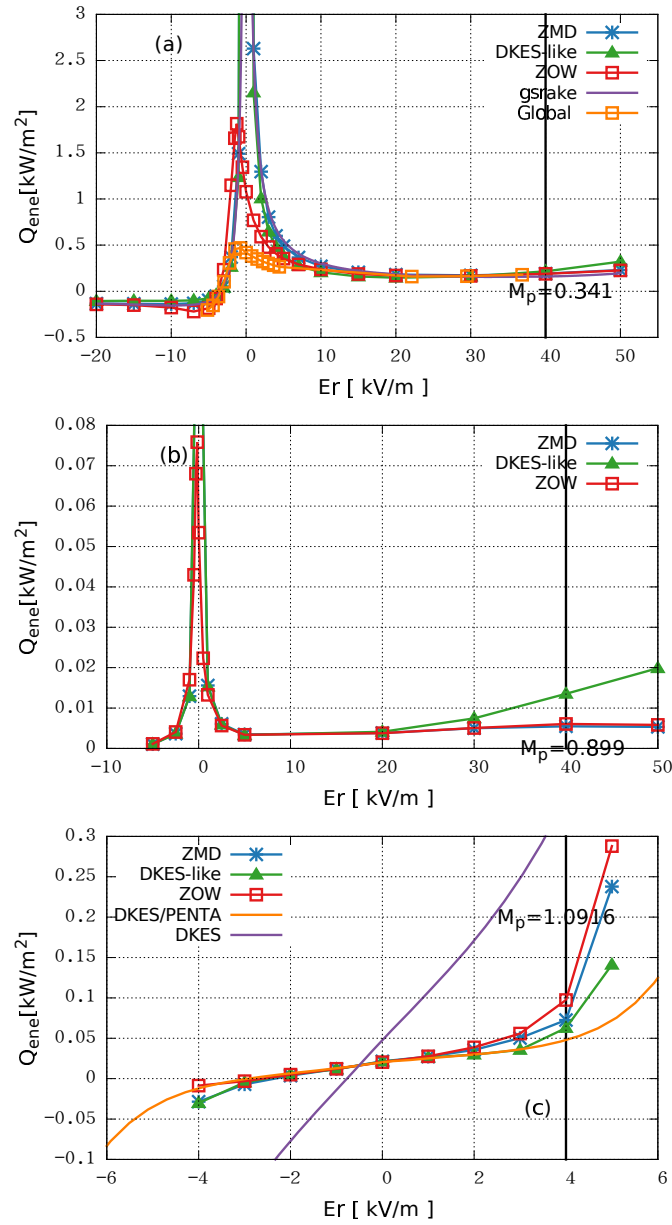 (a)
ZMD
DKES-like
ZOW
gsrake
Global
M_p=0.341
Q_ene[kW/m^2]
3
2.5
2
1.5
1
0.5
0
−0.5
−20 −10 0 10 20 30 40 50
Er [ kV/m ]
(b)
ZMD
DKES-like
ZOW
M_p=0.899
Q_ene[kW/m^2]
0.08
0.07
0.06
0.05
0.04
0.03
0.02
0.01
0
−10 0 10 20 30 40 50
Er [ kV/m ]
ZMD
DKES-like
ZOW
DKES/PENTA
DKES
M_p=1.0916
(c)
Q_ene[kW/m^2]
0.3
0.25
0.2
0.15
0.1
0.05
0
−0.05
−0.1
−6 −4 −2 0 2 4 6
Er [ kV/m ]